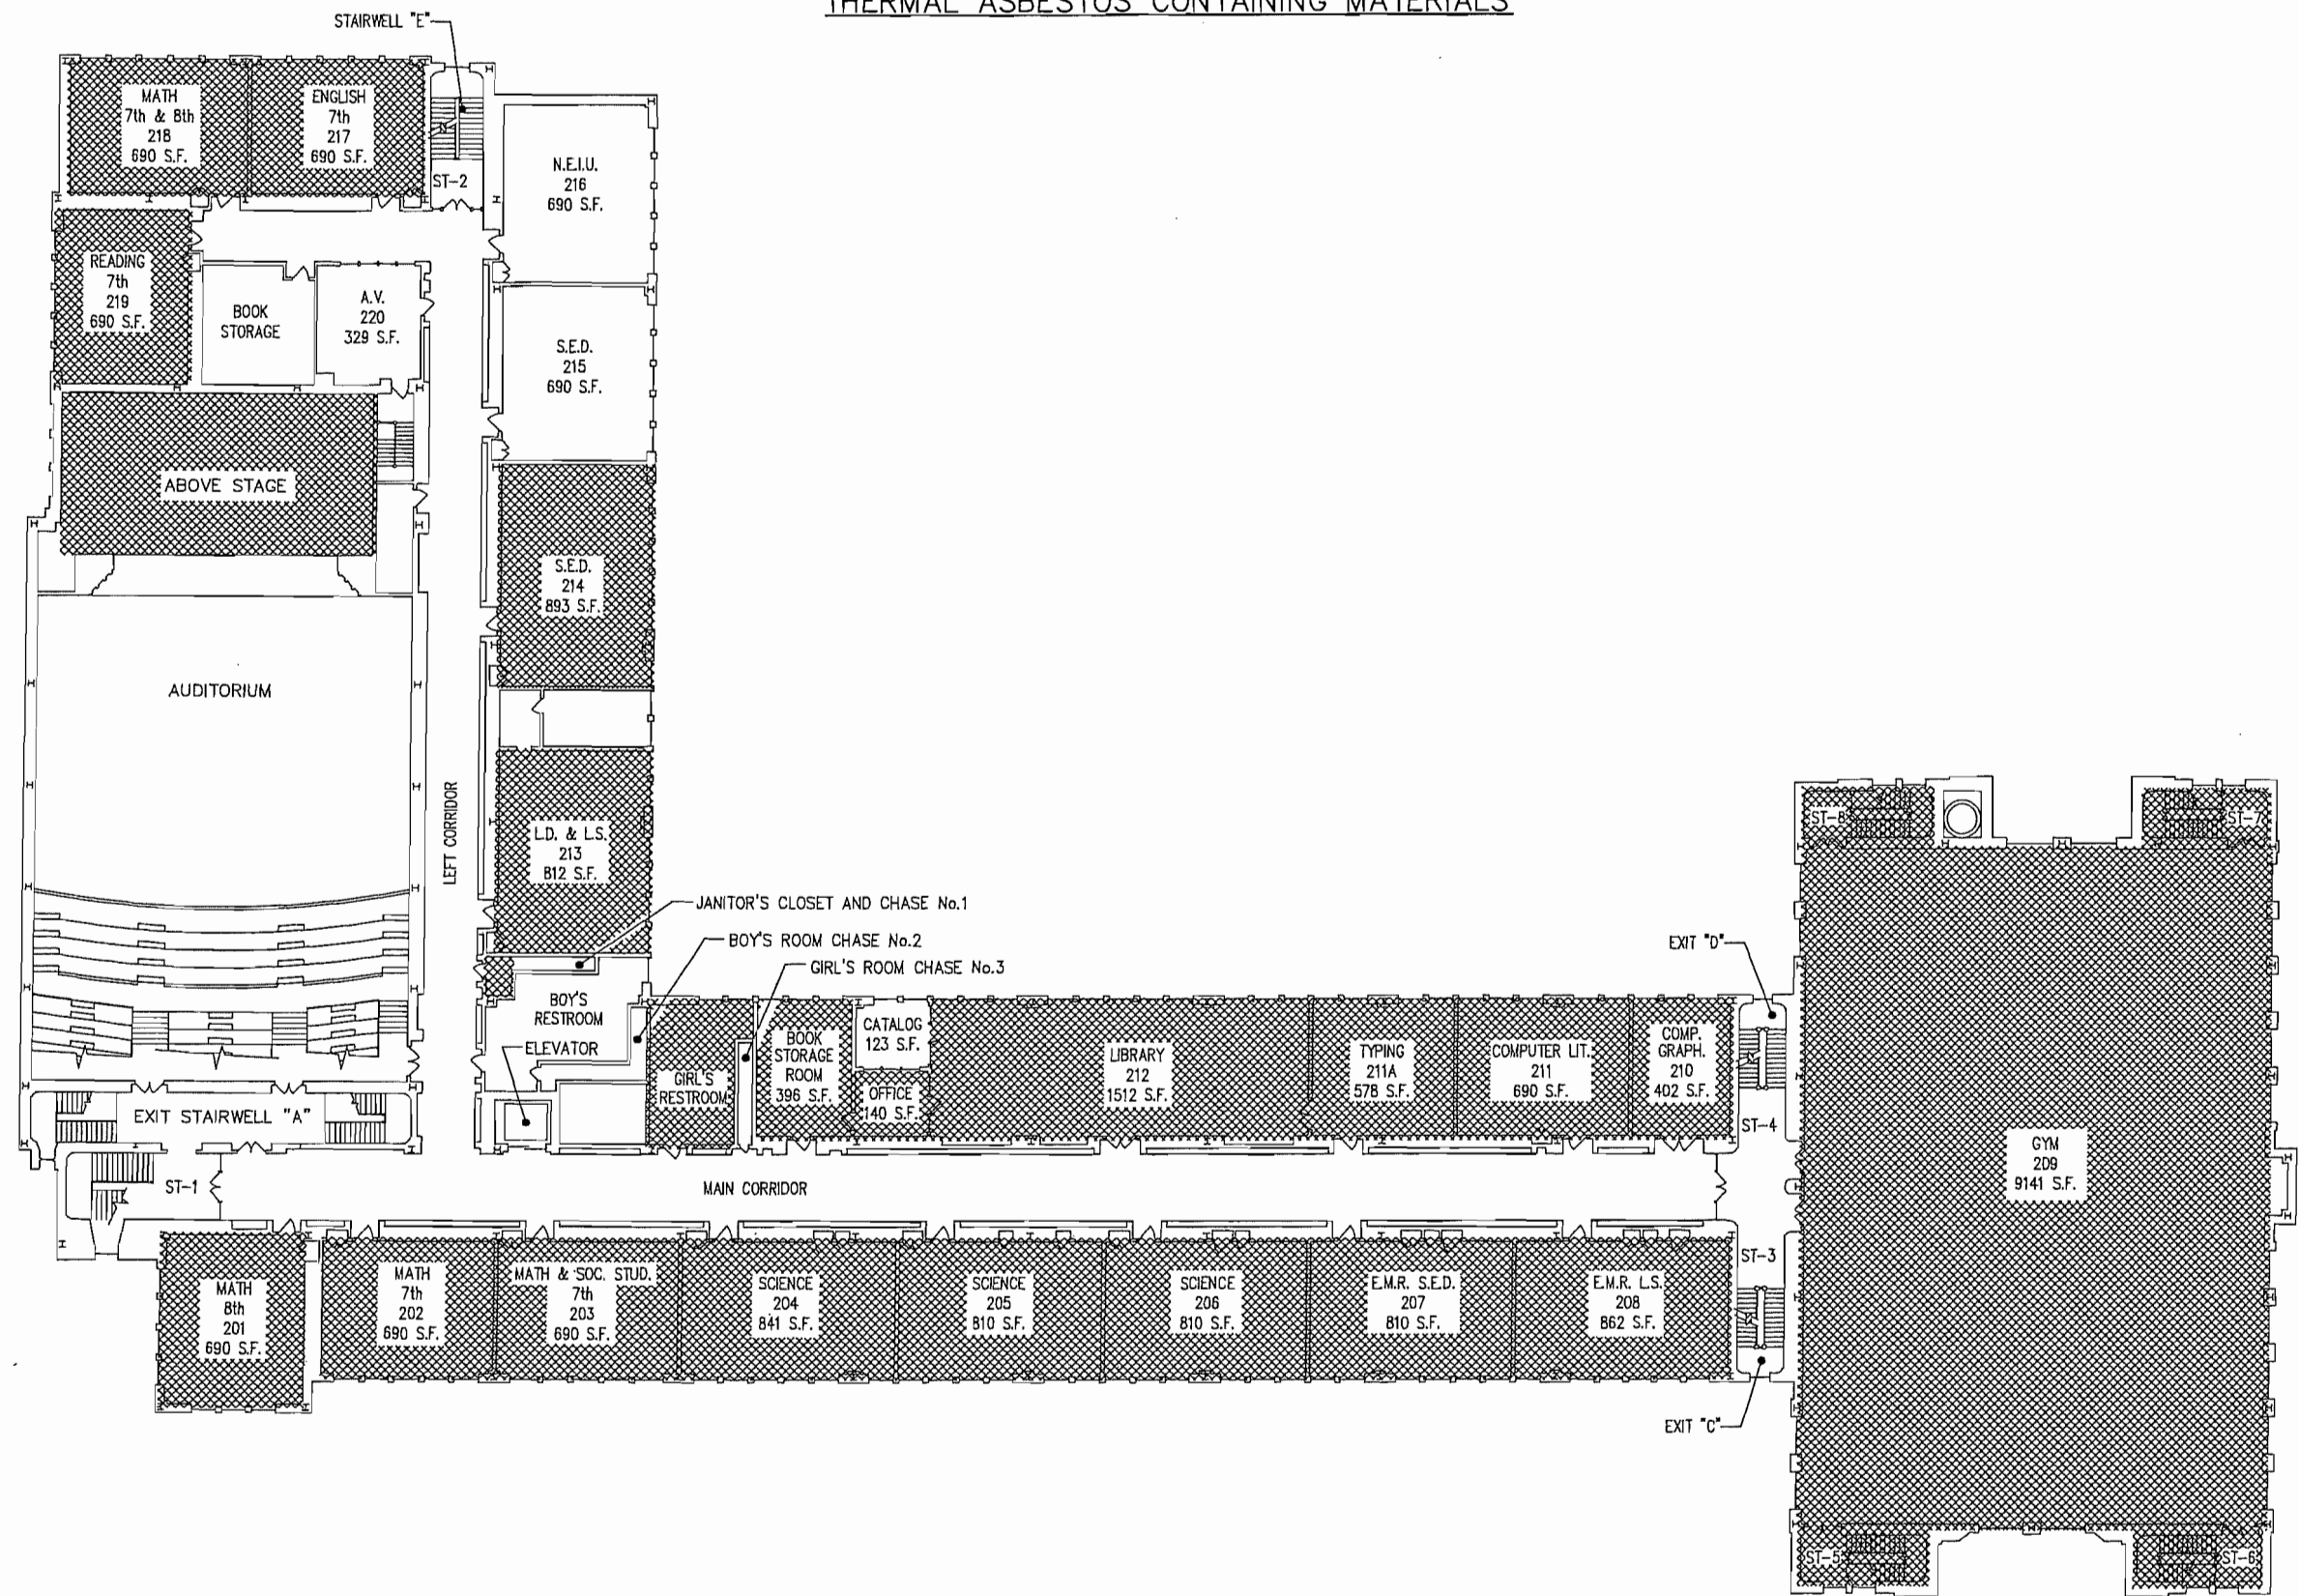 THERMAL ASBESTOS CONTAINING MATERIALS
STAIRWELL "E"
MATH
7th & 8th
218
690 S.F.
ENGLISH
7th
217
690 S.F.
ST-2
N.E.I.U.
216
690 S.F.
READING
7th
219
690 S.F.
BOOK
STORAGE
A.V.
220
329 S.F.
S.E.D.
215
690 S.F.
ABOVE STAGE
S.E.D.
214
893 S.F.
AUDITORIUM
LEFT CORRIDOR
L.D. & L.S.
213
812 S.F.
JANITOR'S CLOSET AND CHASE No.1
BOY'S ROOM CHASE No.2
GIRL'S ROOM CHASE No.3
BOY'S
RESTROOM
ELEVATOR
GIRL'S
RESTROOM
BOOK
STORAGE
ROOM
396 S.F.
CATALOG
123 S.F.
OFFICE
140 S.F.
LIBRARY
212
1512 S.F.
TYPING
211A
578 S.F.
COMPUTER LIT.
211
690 S.F.
COMP.
GRAPH.
210
402 S.F.
EXIT "D"
ST-4
ST-8
ST-7
GYM
209
9141 S.F.
EXIT STAIRWELL "A"
ST-1
MAIN CORRIDOR
MATH
8th
201
690 S.F.
MATH
7th
202
690 S.F.
MATH & SOC. STUD.
7th
203
690 S.F.
SCIENCE
204
841 S.F.
SCIENCE
205
810 S.F.
SCIENCE
206
810 S.F.
E.M.R. S.E.D.
207
810 S.F.
E.M.R. L.S.
208
862 S.F.
ST-3
EXIT "C"
ST-5
ST-6